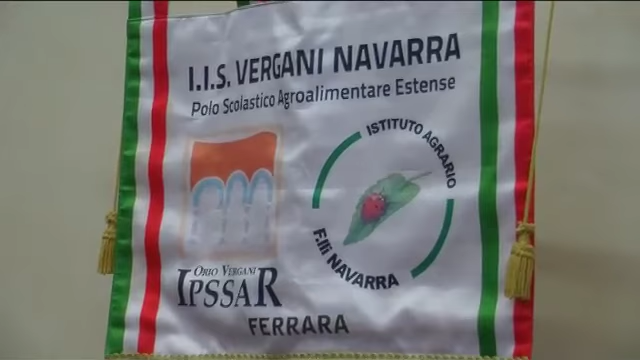 I.I.S. VERGANI NAVARRA
Polo Scolastico Agroalimentare Estense
ISTITUTO AGRARIO
F.lli NAVARRA
ORIO VERGANI
IPSSAR
FERRARA